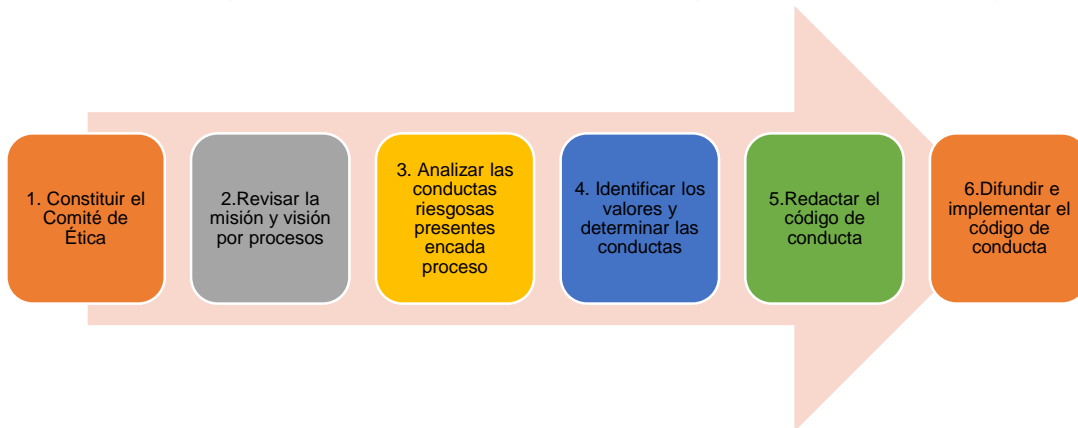 1. Constituir el
Comité de
Ética
2.Revisar la
misión y visión
por procesos
3. Analizar las
conductas
riesgosas
presentes
encada
proceso
4. Identificar los
valores y
determinar las
conductas
5.Redactar el
código de
conducta
6.Difundir e
implementar el
código de
conducta